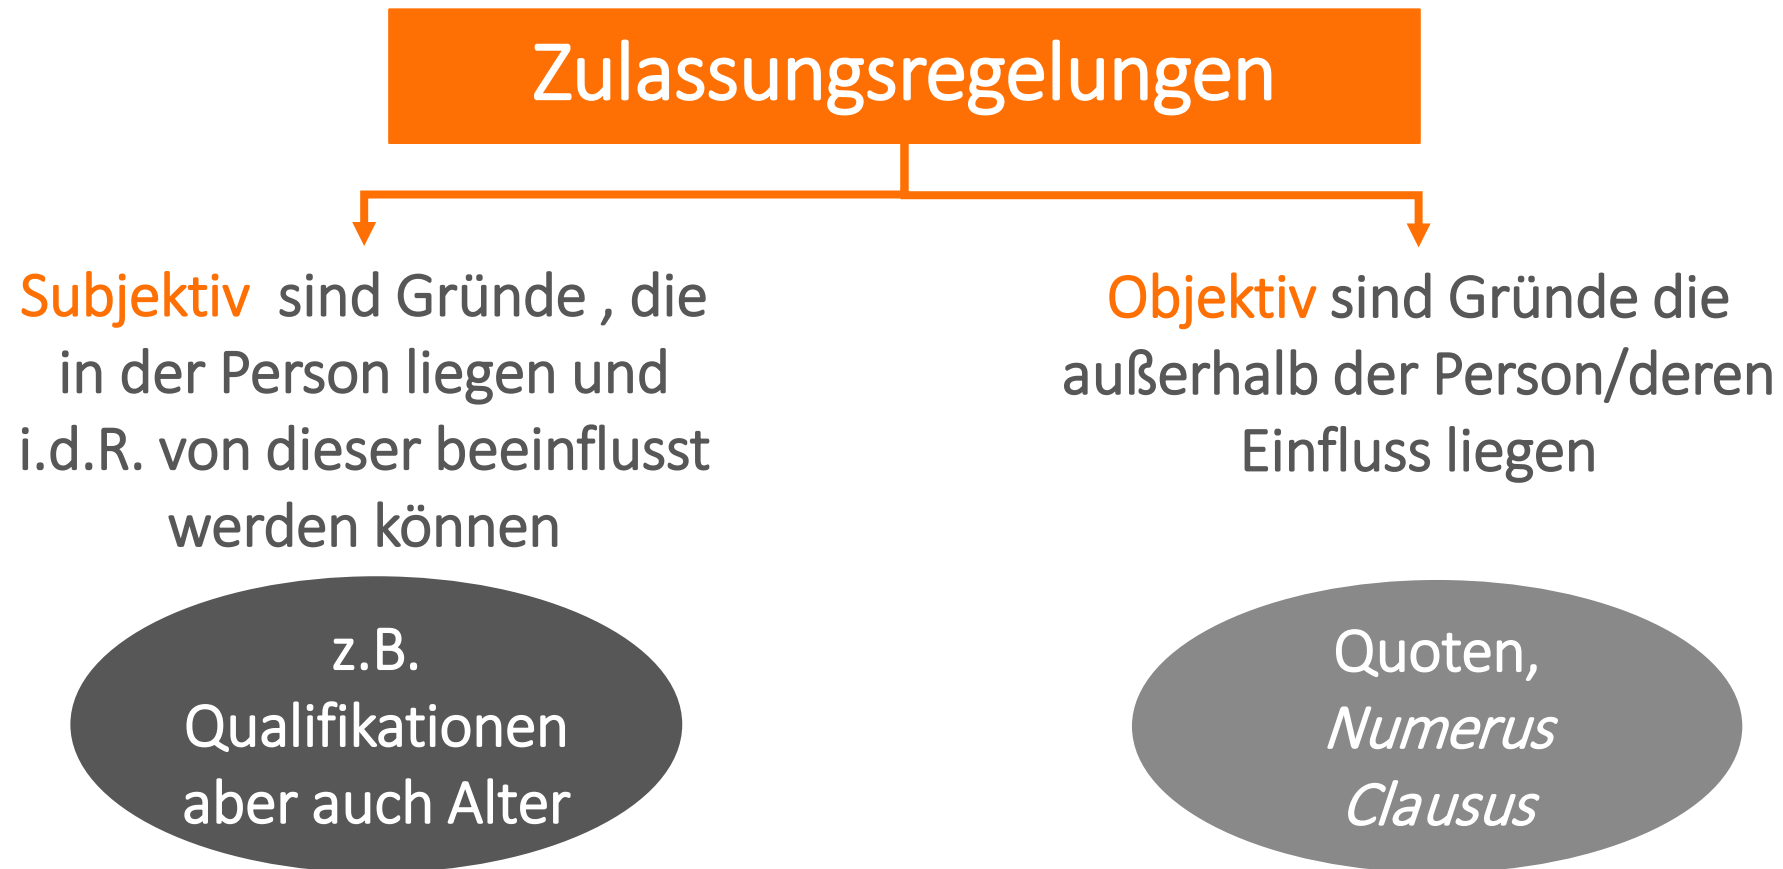 Zulassungsregelungen
Subjektiv sind Gründe , die
in der Person liegen und
i.d.R. von dieser beeinflusst
werden können
z.B.
Qualifikationen
aber auch Alter
Objektiv sind Gründe die
außerhalb der Person/deren
Einfluss liegen
Quoten,
Numerus
Clausus